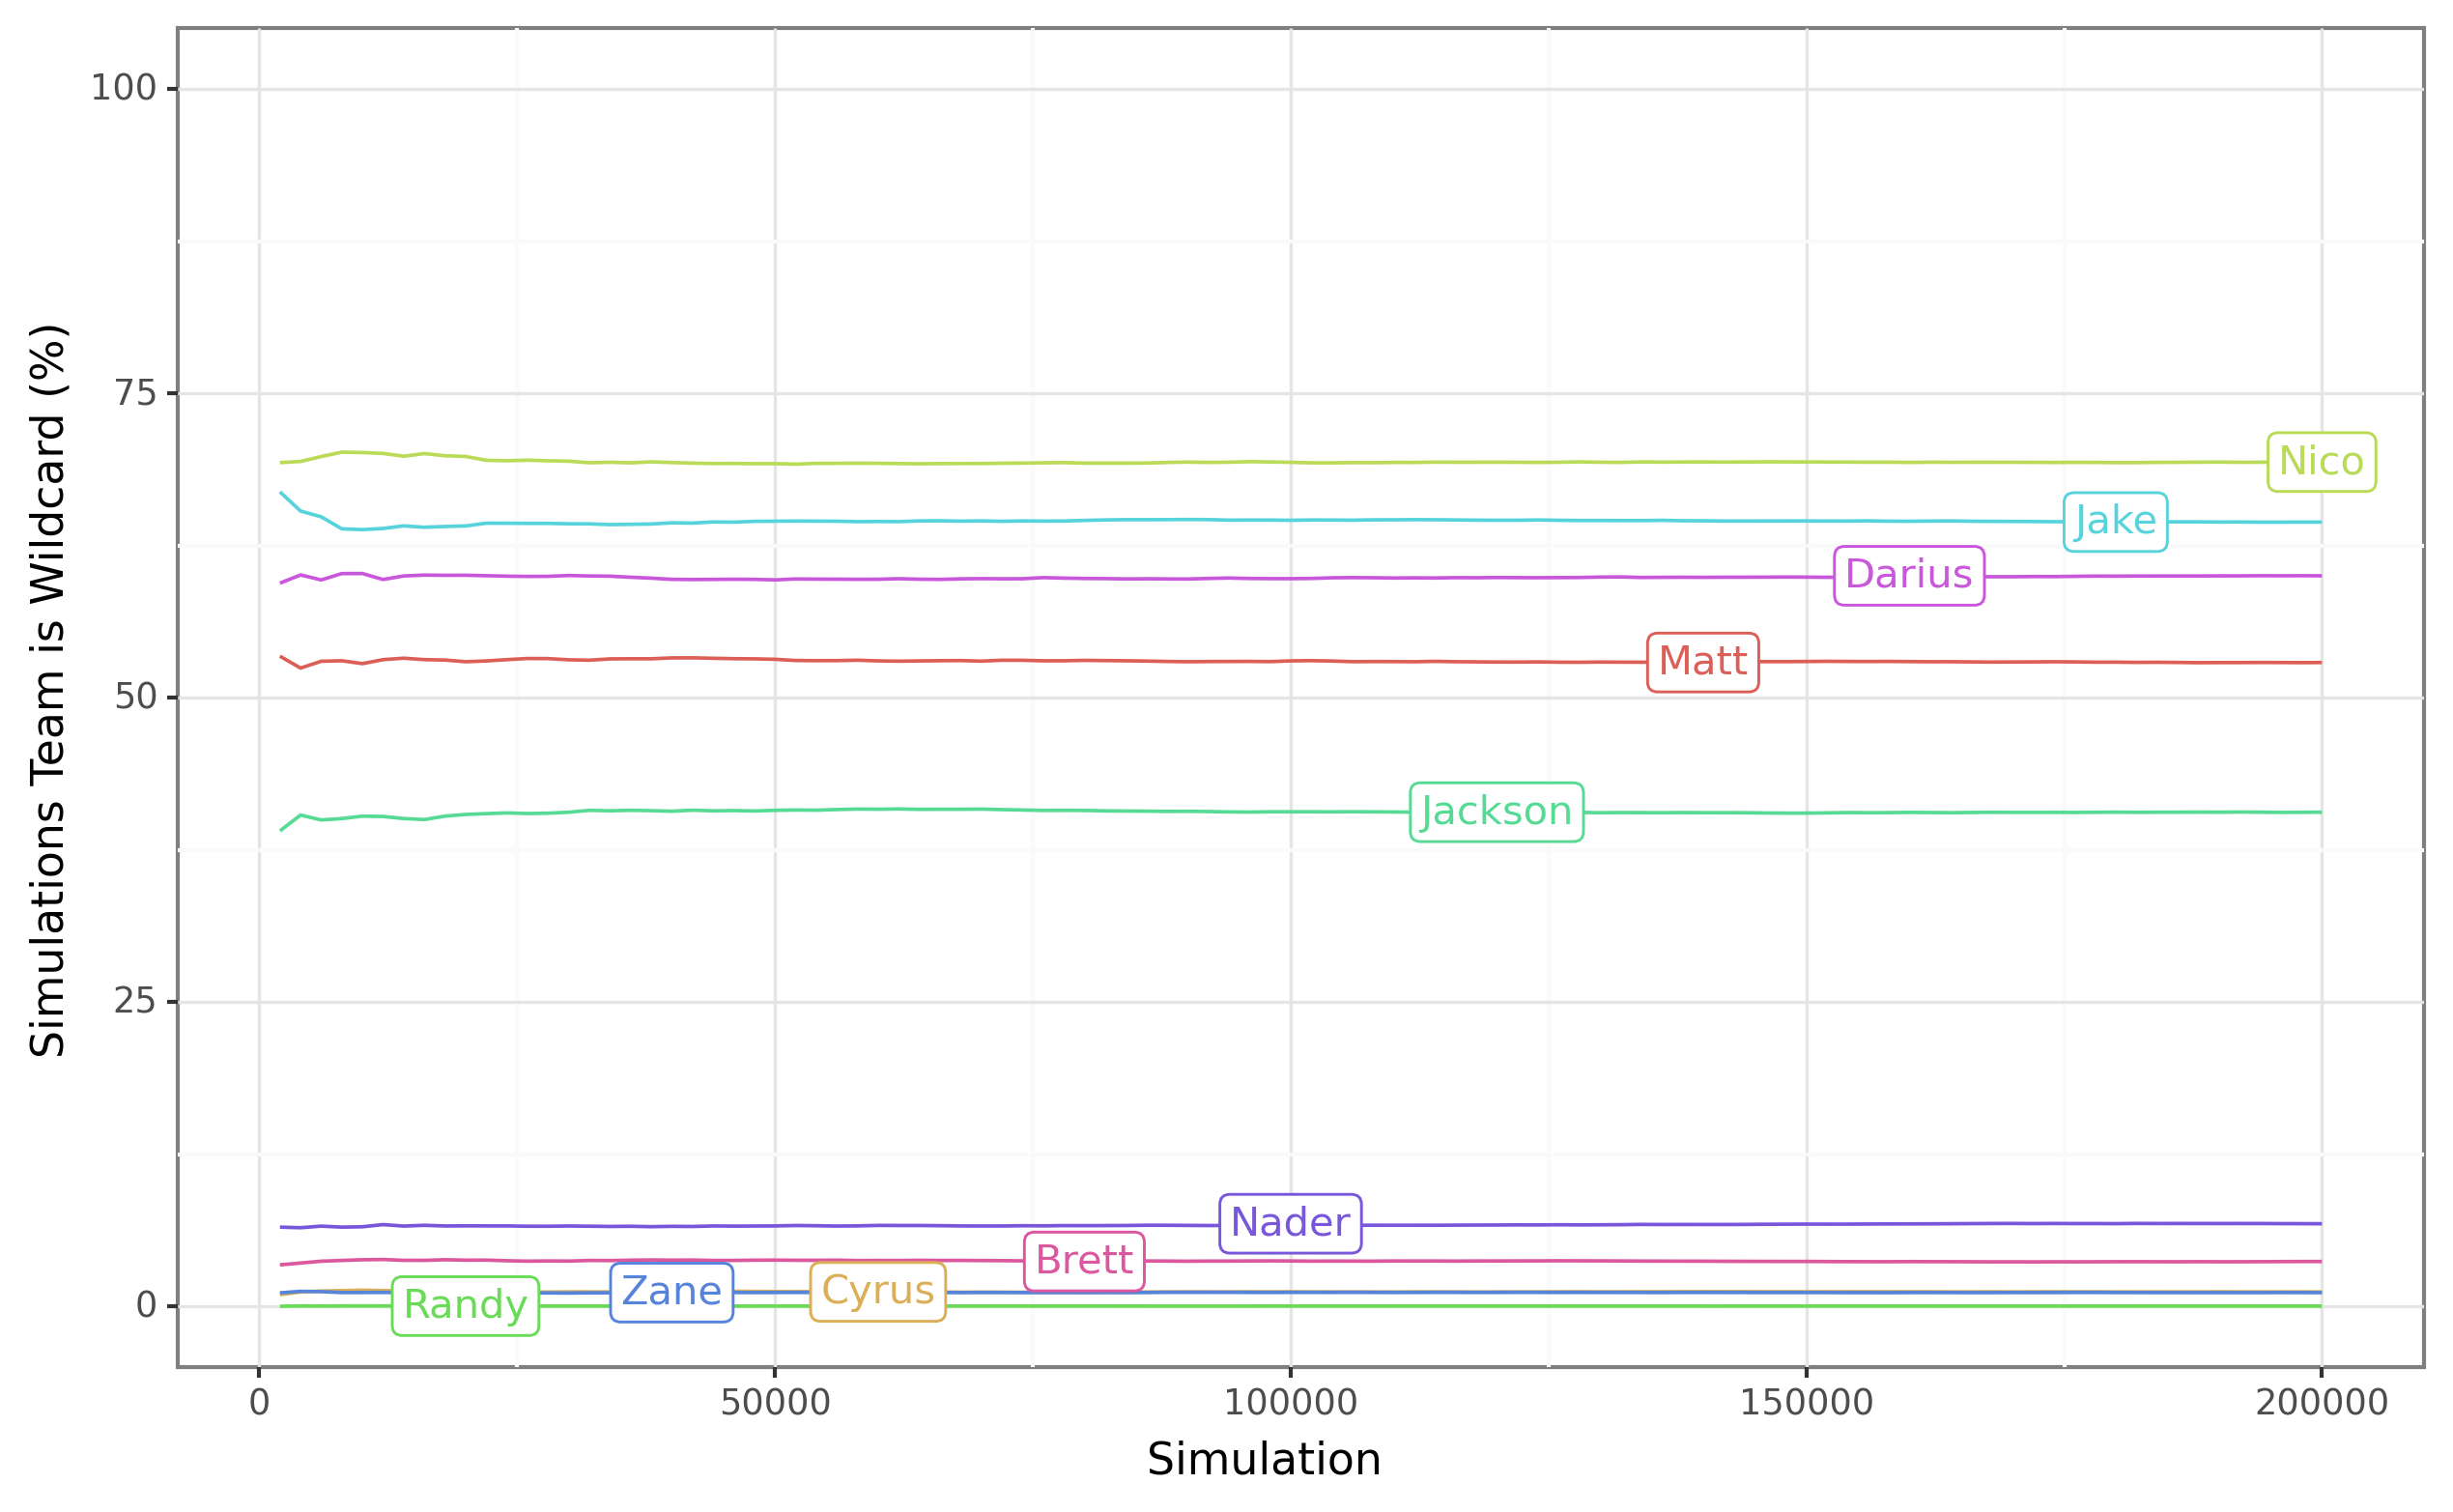 Simulations Team is Wildcard (%)
100
75
50
25
0
Nico
Jake
Darius
Matt
Jackson
Nader
Brett
Cyrus
Zane
Randy
0
50000
100000
150000
200000
Simulation